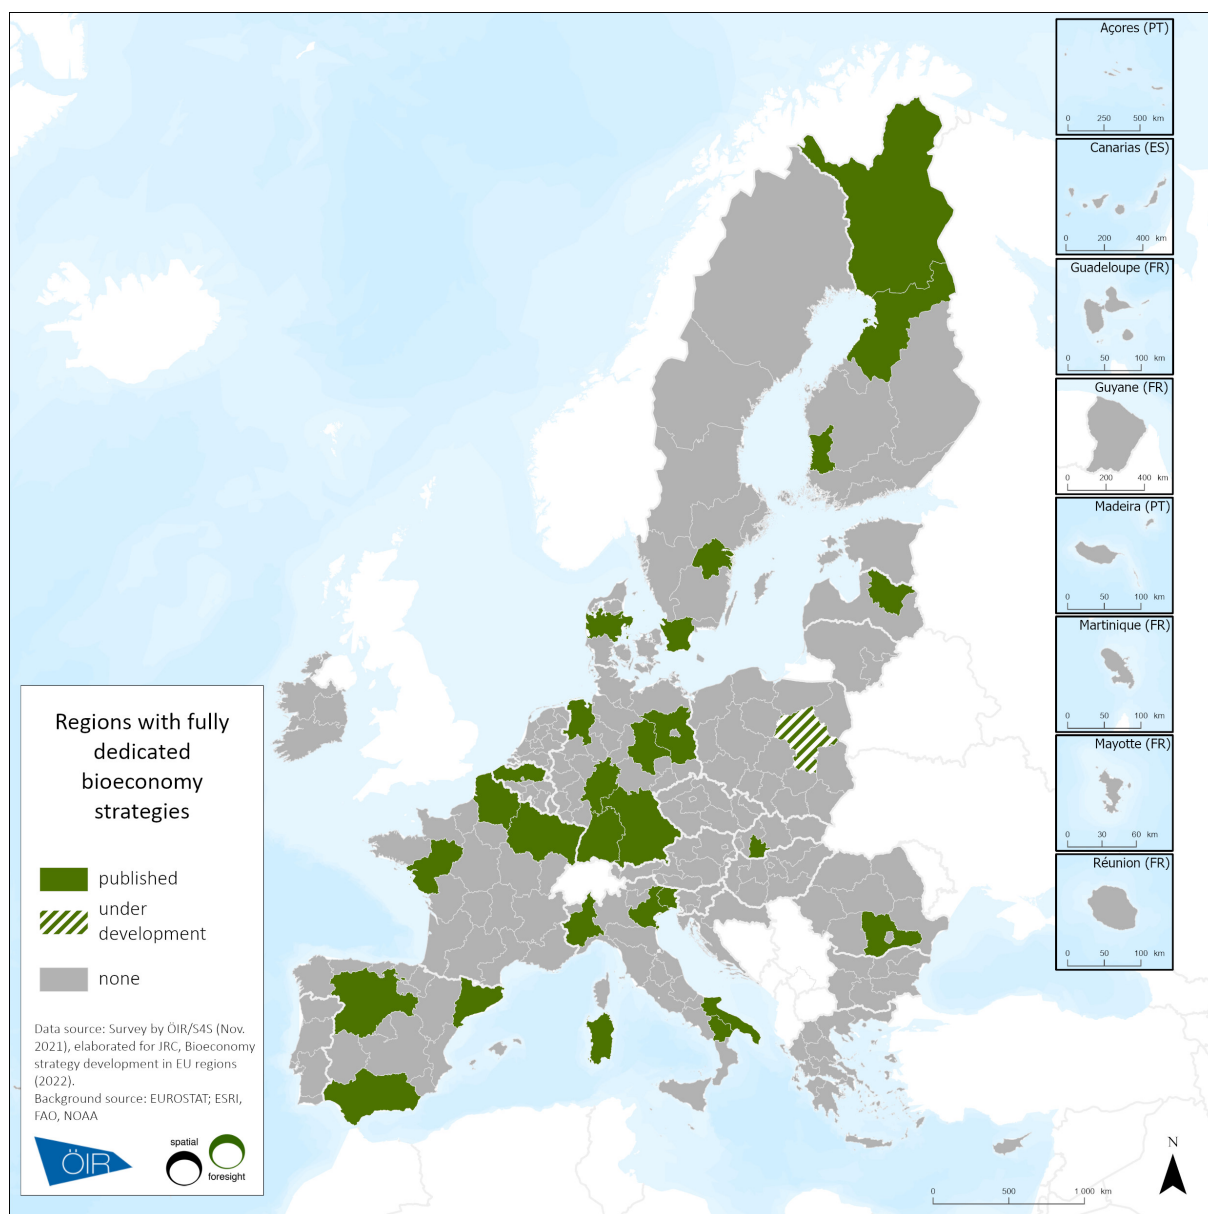 Açores (PT)
0 250 500 km
Canarias (ES)
0 200 400 km
Guadeloupe (FR)
0 50 100 km
Guyane (FR)
0 200 400 km
Madeira (PT)
0 50 100 km
Martinique (FR)
0 50 100 km
Mayotte (FR)
0 30 60 km
Réunion (FR)
0 50 100 km
Regions with fully
dedicated
bioeconomy
strategies
published
under
development
none
Data source: Survey by ÖIR/S4S (Nov.
2021), elaborated for JRC, Bioeconomy
strategy development in EU regions
(2022).
Background source: EUROSTAT; ESRI,
FAO, NOAA
ÖIR
spatial
foresight
N
0 500 1 000 km